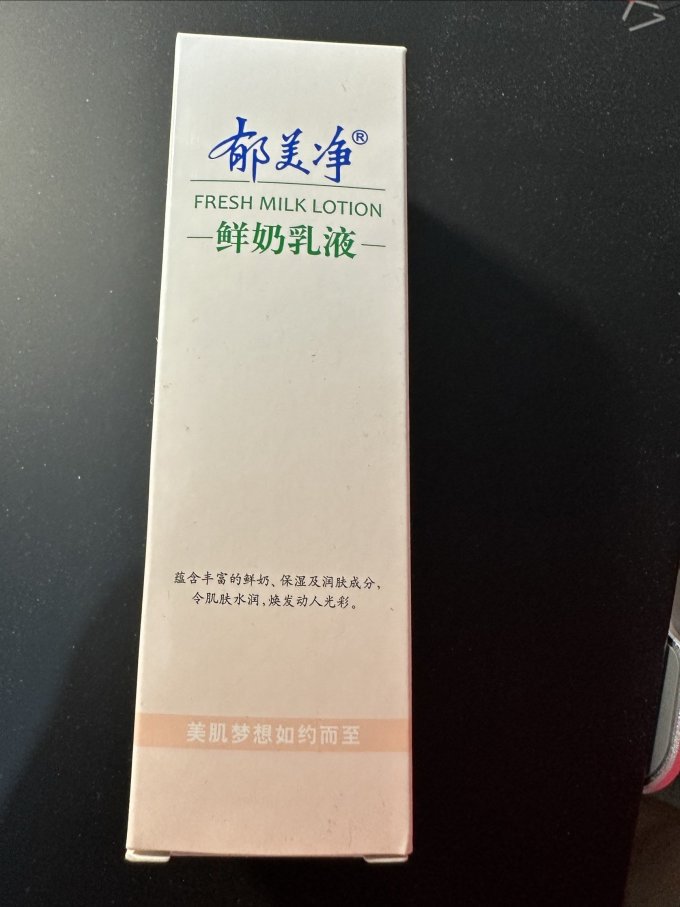 郁美净®
FRESH MILK LOTION
鲜奶乳液
蕴含丰富的鲜奶、保湿及润肤成分,
令肌肤水润,焕发动人光彩。
美肌梦想如约而至